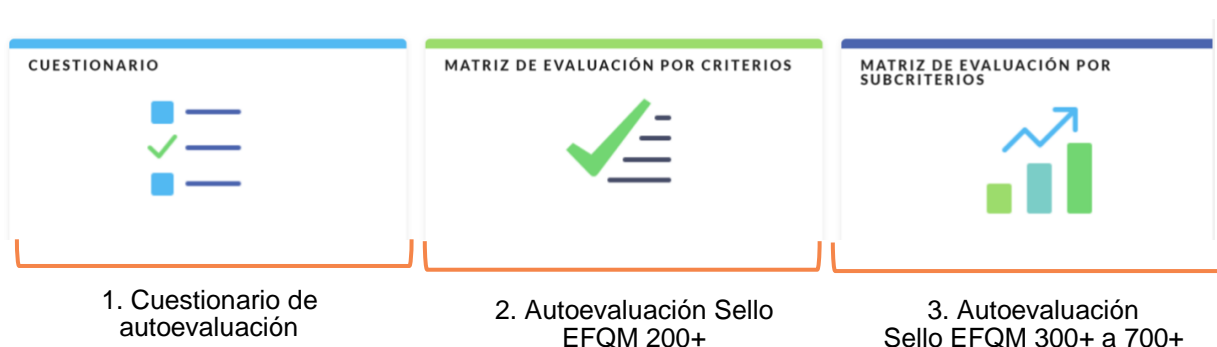 CUESTIONARIO
MATRIZ DE EVALUACIÓN POR CRITERIOS
MATRIZ DE EVALUACIÓN POR
SUBCRITERIOS
1. Cuestionario de
autoevaluación
2. Autoevaluación Sello
EFQM 200+
3. Autoevaluación
Sello EFQM 300+ a 700+